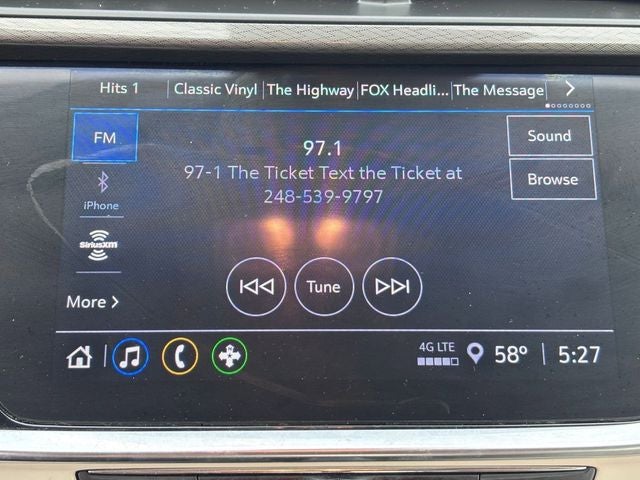 Hits 1 Classic Vinyl The Highway FOX Headli... The Message
FM
97.1
Sound
97-1 The Ticket Text the Ticket at
248-539-9797
Browse
iPhone
SiriusXM
Tune
More
4G LTE
58° 5:27